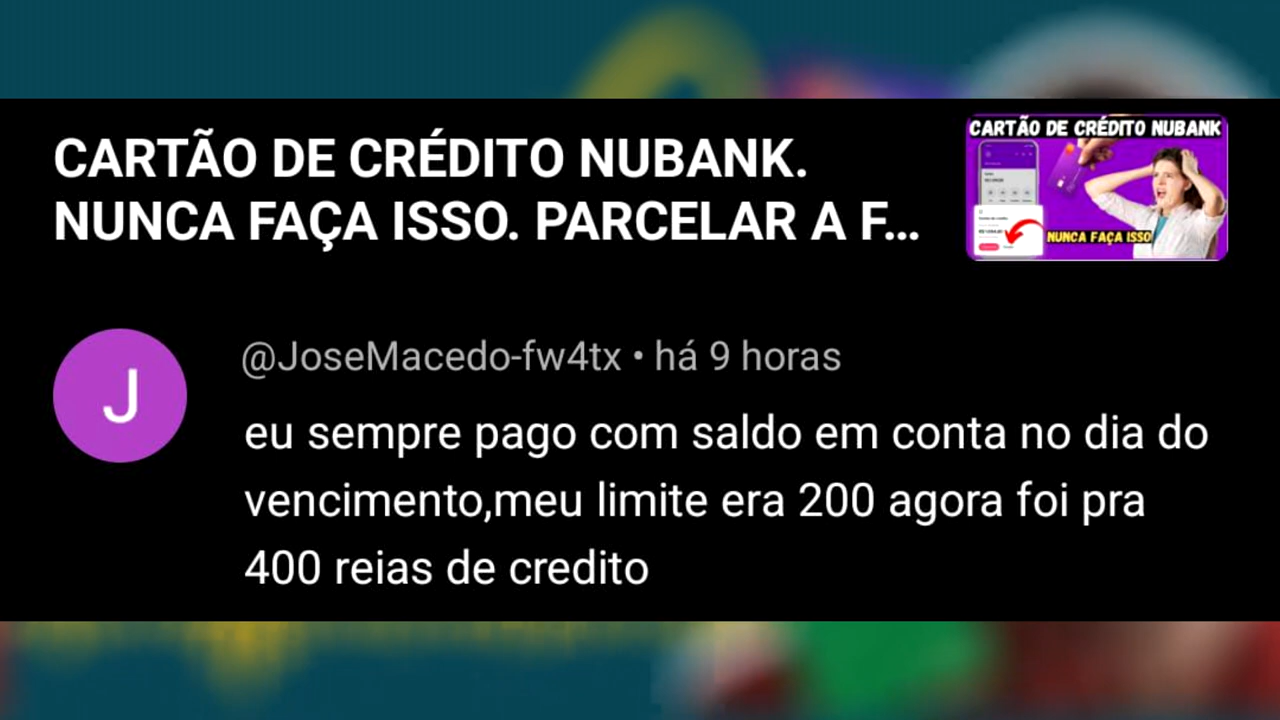 CARTÃO DE CRÉDITO NUBANK.
NUNCA FAÇA ISSO. PARCELAR A F...
CARTÃO DE CRÉDITO NUBANK
NUNCA FAÇA ISSO
@JoseMacedo-fw4tx • há 9 horas
eu sempre pago com saldo em conta no dia do
vencimento,meu limite era 200 agora foi pra
400 reias de credito